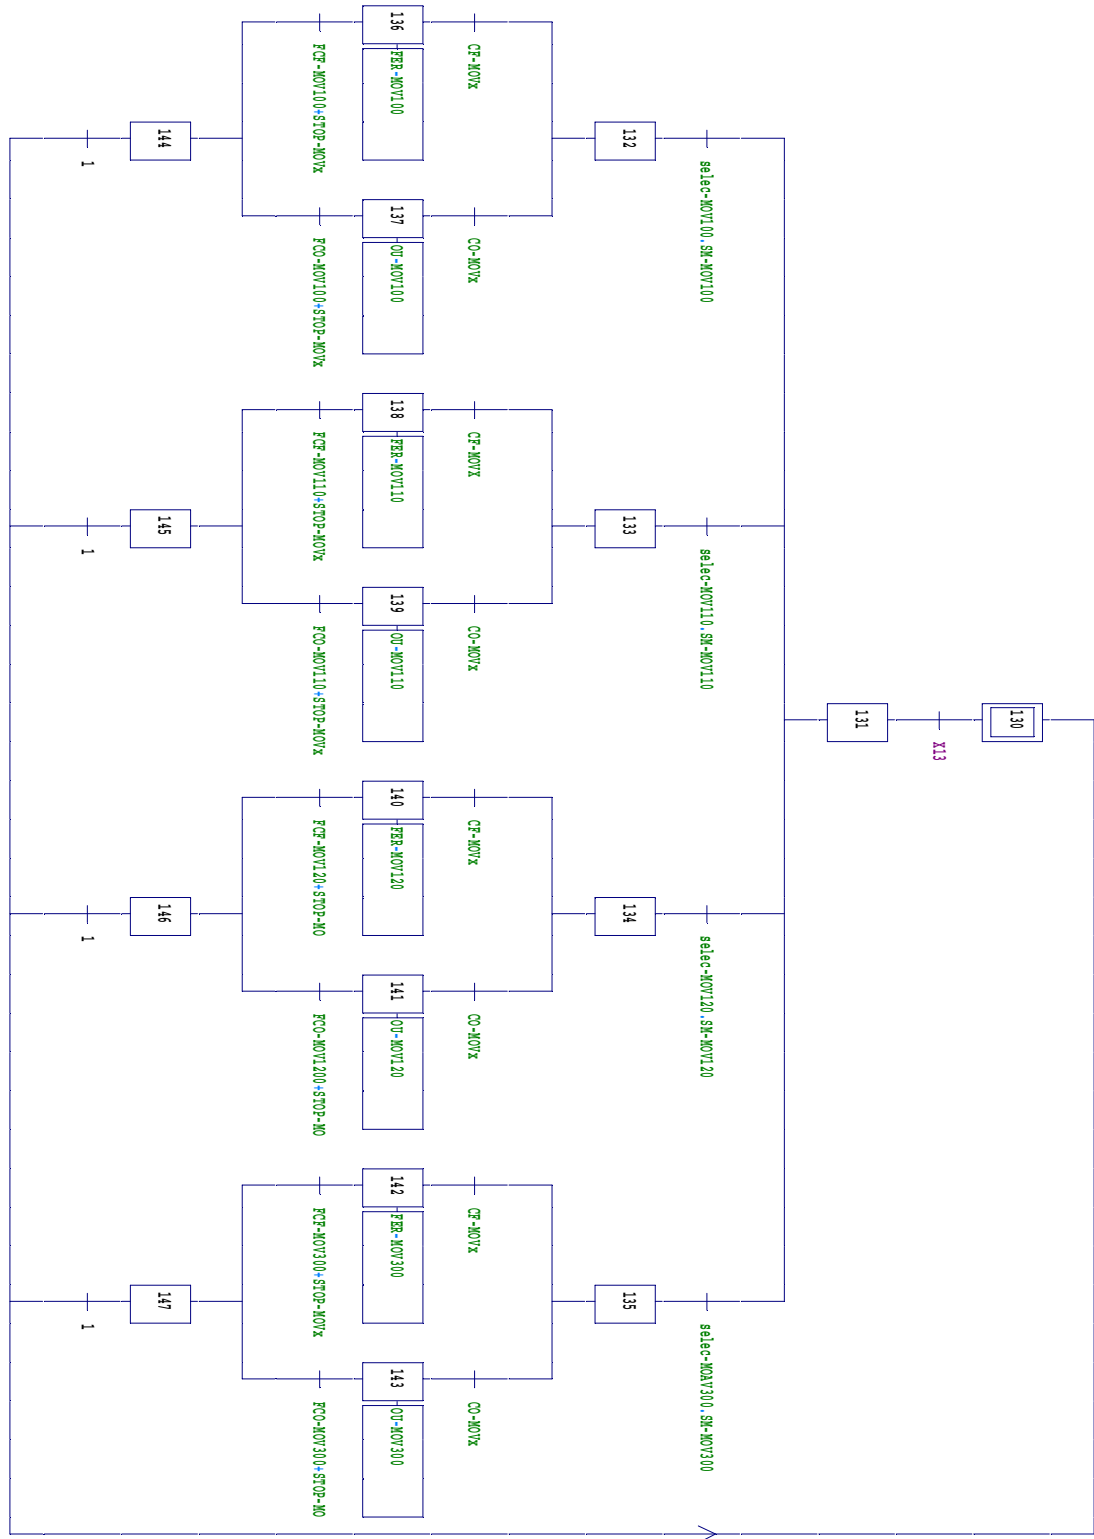 130
X13
131
selec-MOV100.SM-MOV100
selec-MOV110.SM-MOV110
selec-MOV120.SM-MOV120
selec-MOAV300.SM-MOV300
132
133
134
135
CF-MOVx
CO-MOVx
CF-MOVX
CO-MOVx
CF-MOVx
CO-MOVx
CF-MOVx
CO-MOVx
136
FER-MOV100
137
OU-MOV100
138
FER-MOV110
139
OU-MOV110
140
FER-MOV120
141
OU-MOV120
142
FER-MOV300
143
OU-MOV300
FCF-MOV100+STOP-MOVx
FCO-MOV100+STOP-MOVx
FCF-MOV110+STOP-MOVx
FCO-MOV110+STOP-MOVx
FCF-MOV120+STOP-MO
FCO-MOV1200+STOP-MO
FCF-MOV300+STOP-MOVx
FCO-MOV300+STOP-MO
144
145
146
147
1
1
1
1